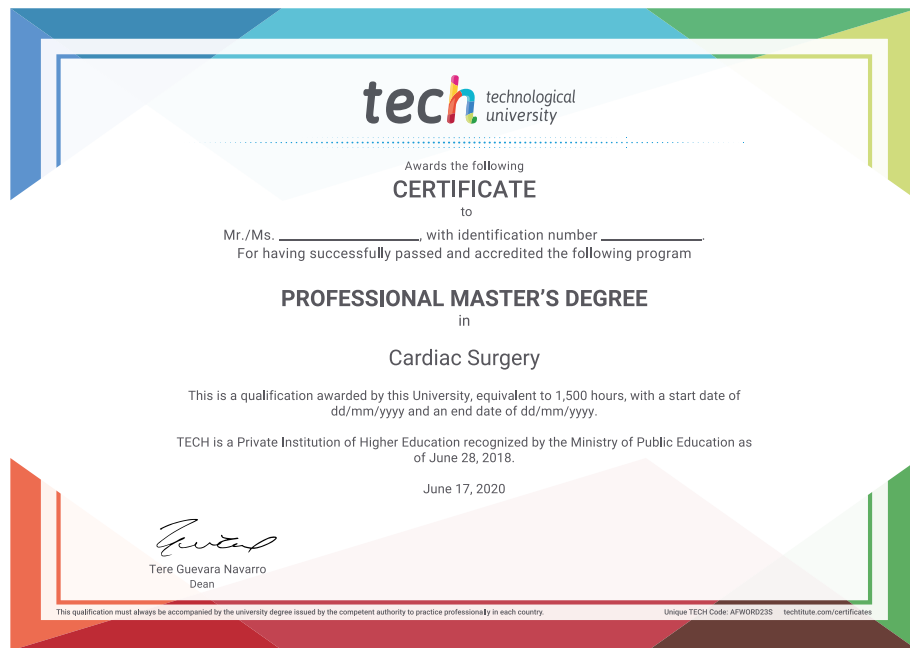 tech technological
university
Awards the following
CERTIFICATE
to
Mr./Ms. ____________, with identification number ____________.
For having successfully passed and accredited the following program
PROFESSIONAL MASTER'S DEGREE
in
Cardiac Surgery
This is a qualification awarded by this University, equivalent to 1,500 hours, with a start date of
dd/mm/yyyy and an end date of dd/mm/yyyy.
TECH is a Private Institution of Higher Education recognized by the Ministry of Public Education as
of June 28, 2018.
June 17, 2020
Tere Guevara Navarro
Dean
This qualification must always be accompanied by the university degree issued by the competent authority to practice professionally in each country.
Unique TECH Code: AFWORD23S techtitute.com/certificates